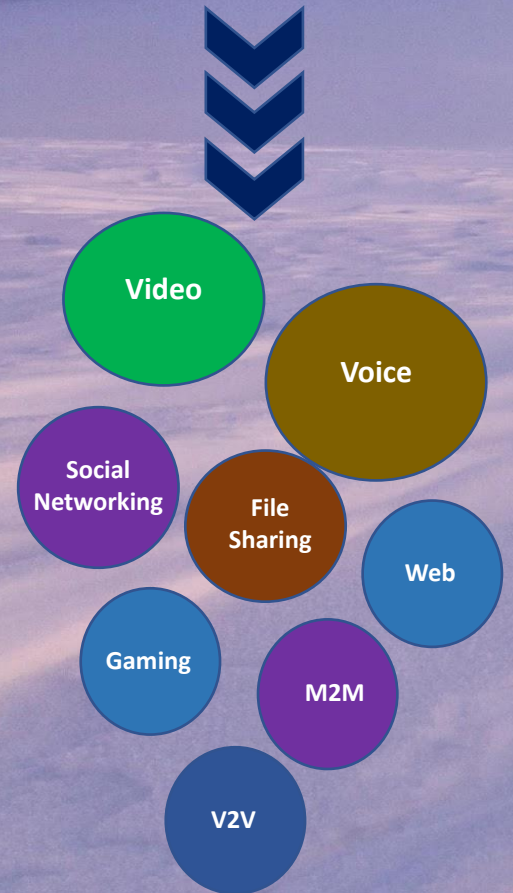 Video
Voice
Social
Networking
File
Sharing
Web
Gaming
M2M
V2V